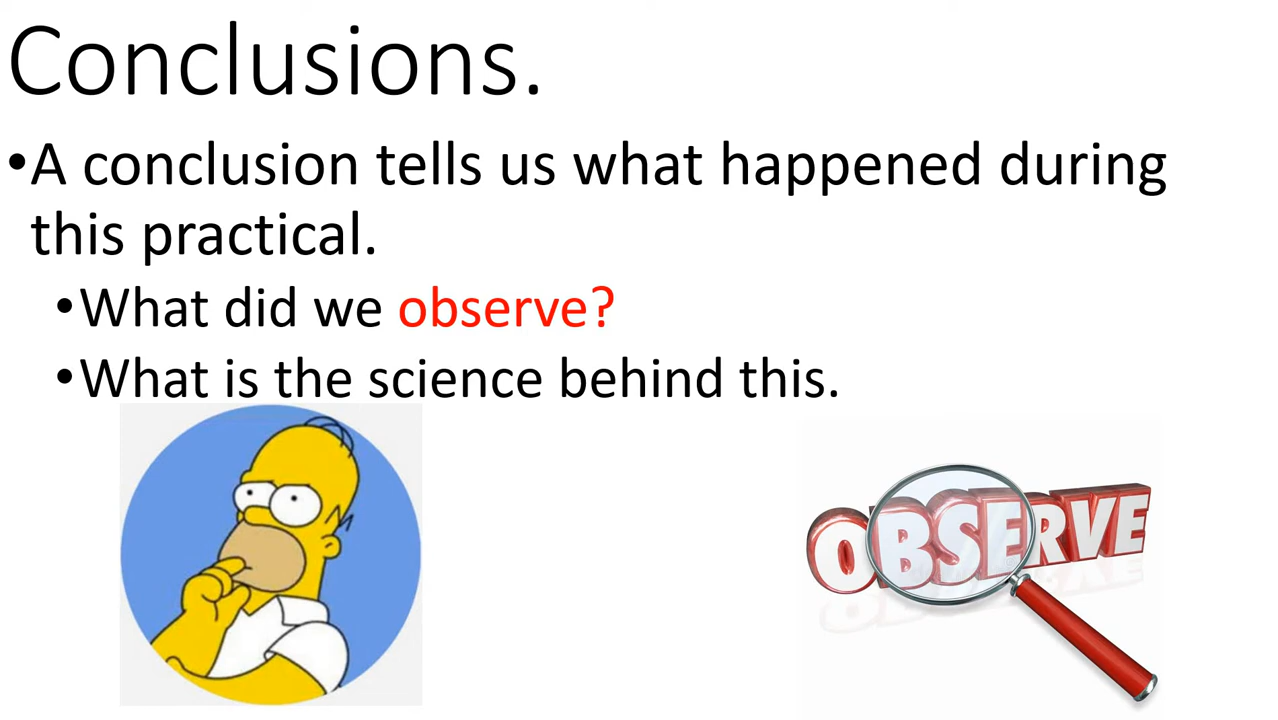 Conclusions.
•A conclusion tells us what happened during
this practical.
•What did we observe?
•What is the science behind this.
OBSERVE